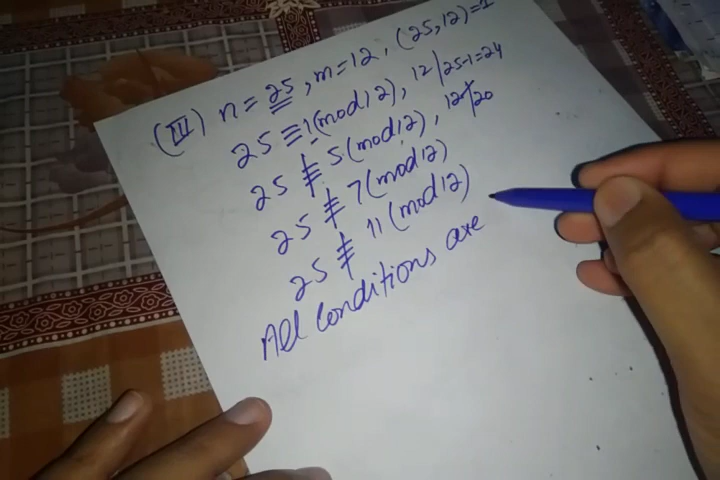 (III) n = 25, m = 12, (25, 12) = 1
25 ≡ 1 (mod 12), 12 | 25-1 = 24
25 ≢ 5 (mod 12), 12 ∤ 20
25 ≢ 7 (mod 12)
25 ≢ 11 (mod 12)
All conditions are